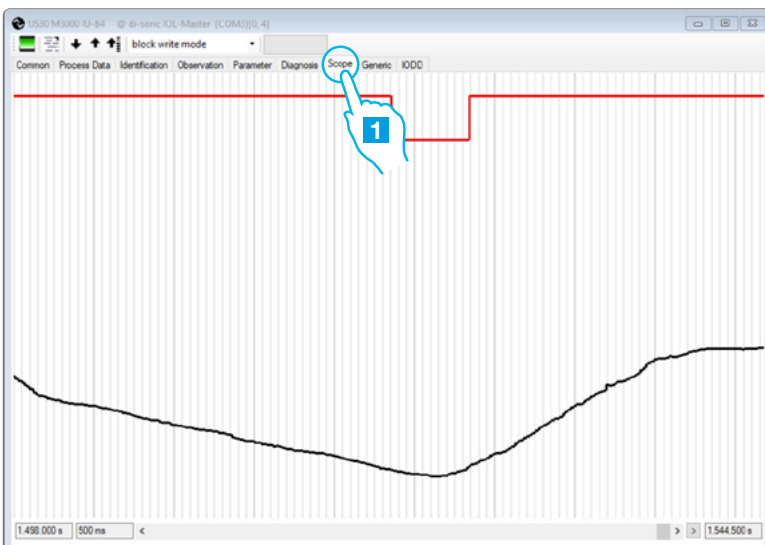 US30 M3000 IU-B4 @ di-soric IOL-Master (COM3)[0, 4]
block write mode
Common Process Data Identification Observation Parameter Diagnosis Scope Generic IODD
1
1.498.000 s 500 ms < > > 1.544.500 s